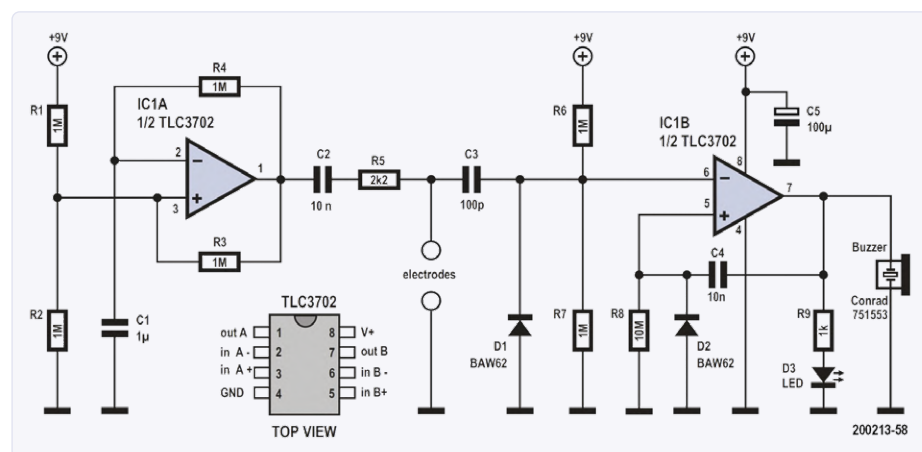 +9V
+9V
+9V
R1
1M
R4
1M
IC1A
1/2 TLC3702
2
3
1
R3
1M
C2
10 n
R5
2k2
C3
100p
R6
1M
IC1B
1/2 TLC3702
C5
100µ
6
5
8
7
4
electrodes
C4
10n
Buzzer
Conrad
751553
R2
1M
C1
1µ
TLC3702
out A 1 8 V+
in A - 2 7 out B
in A + 3 6 in B -
GND 4 5 in B+
TOP VIEW
D1
BAW62
R7
1M
R8
10M
D2
BAW62
R9
1k
D3
LED
200213-58